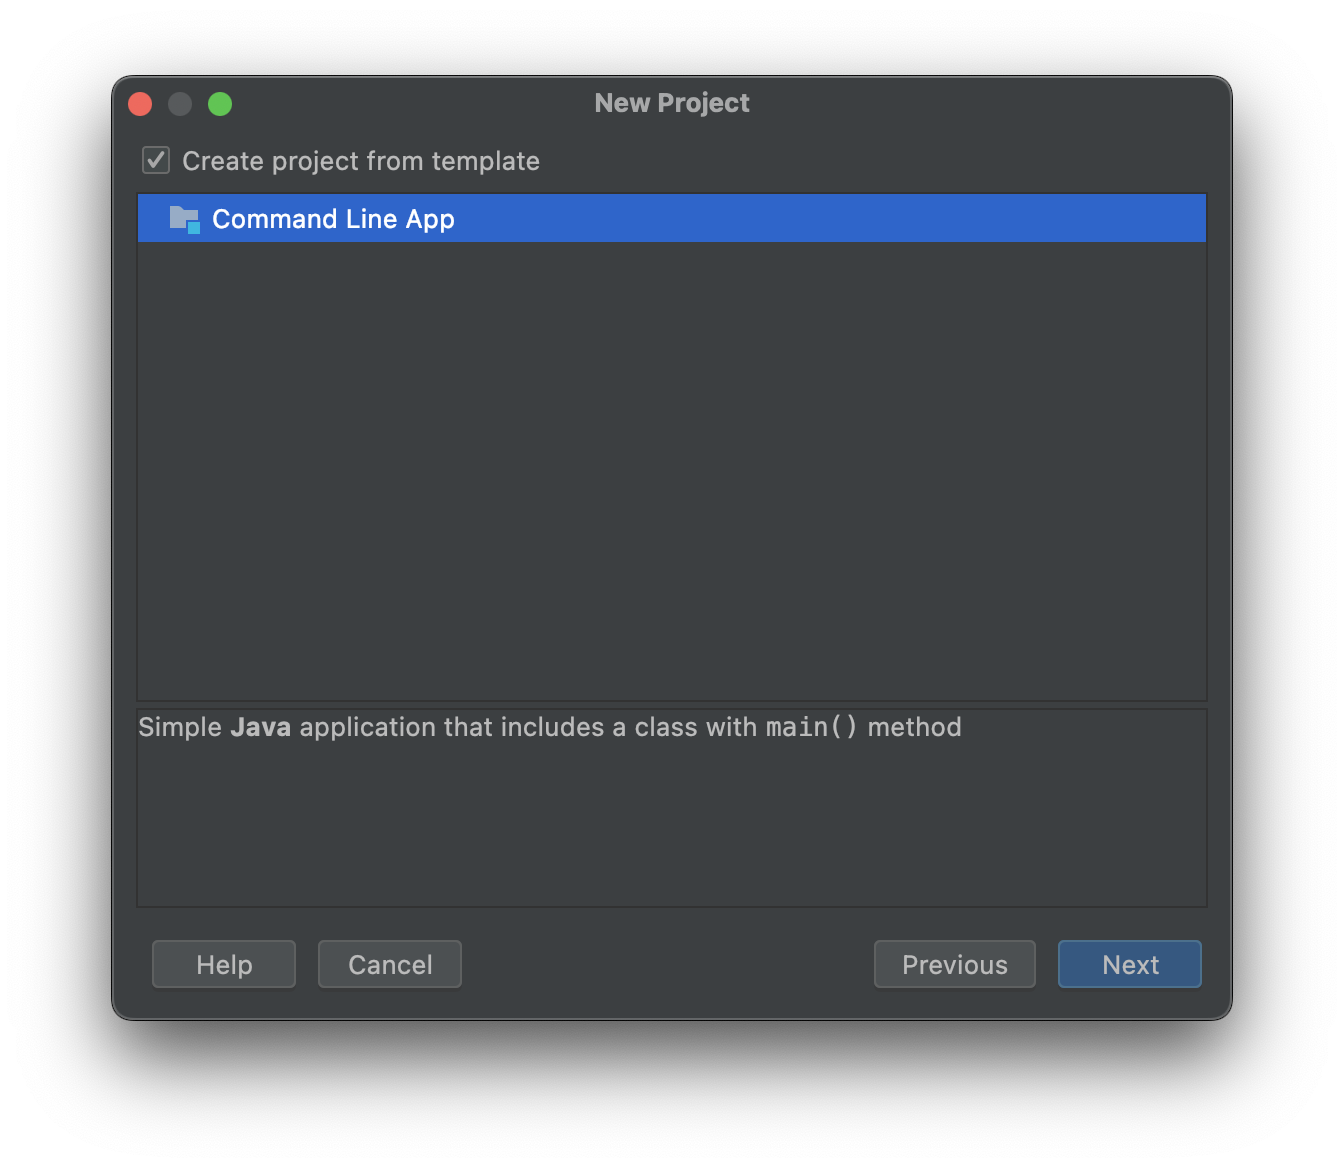 New Project
Create project from template
Command Line App
Simple Java application that includes a class with main() method
Help Cancel Previous Next